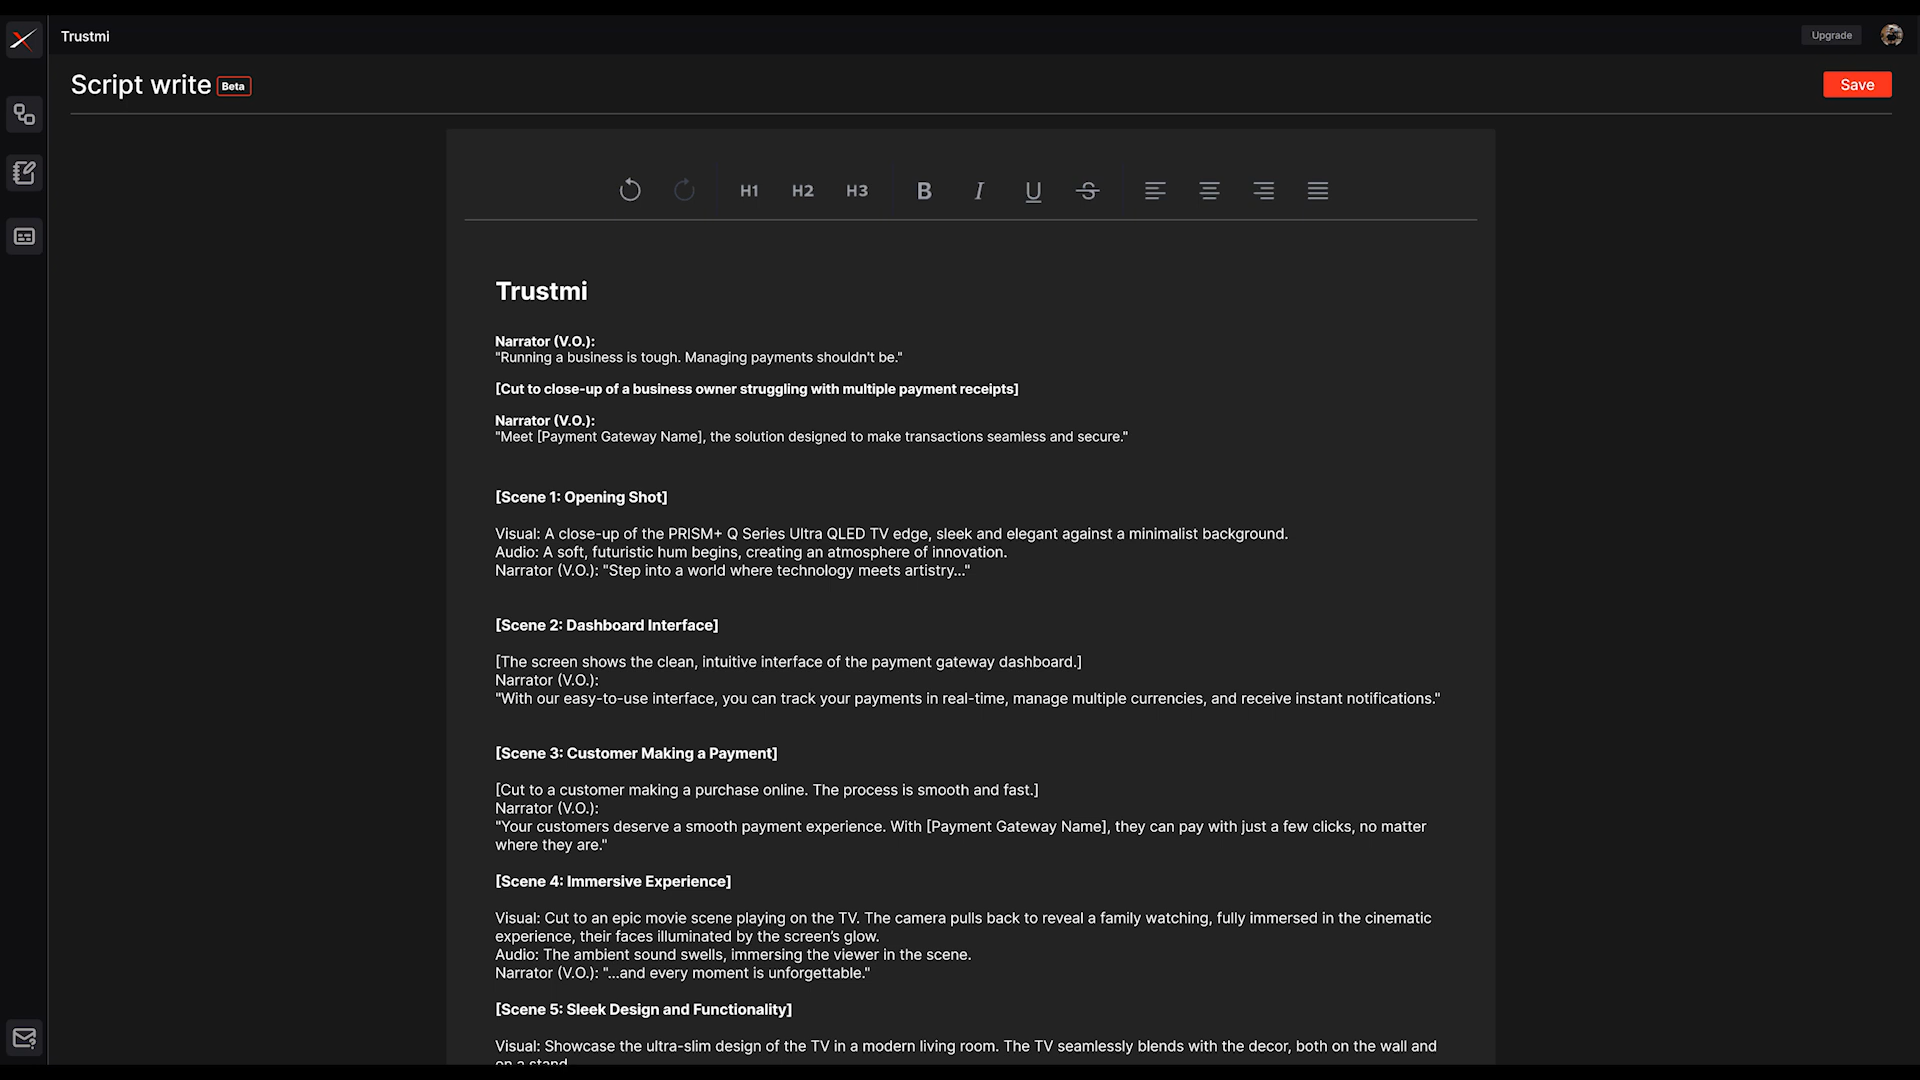 Trustmi
Upgrade
Script write Beta
Save
H1 H2 H3 B I U S
Trustmi
Narrator (V.O.):
"Running a business is tough. Managing payments shouldn't be."
[Cut to close-up of a business owner struggling with multiple payment receipts]
Narrator (V.O.):
"Meet [Payment Gateway Name], the solution designed to make transactions seamless and secure."
[Scene 1: Opening Shot]
Visual: A close-up of the PRISM+ Q Series Ultra QLED TV edge, sleek and elegant against a minimalist background.
Audio: A soft, futuristic hum begins, creating an atmosphere of innovation.
Narrator (V.O.): "Step into a world where technology meets artistry..."
[Scene 2: Dashboard Interface]
[The screen shows the clean, intuitive interface of the payment gateway dashboard.]
Narrator (V.O.):
"With our easy-to-use interface, you can track your payments in real-time, manage multiple currencies, and receive instant notifications."
[Scene 3: Customer Making a Payment]
[Cut to a customer making a purchase online. The process is smooth and fast.]
Narrator (V.O.):
"Your customers deserve a smooth payment experience. With [Payment Gateway Name], they can pay with just a few clicks, no matter
where they are."
[Scene 4: Immersive Experience]
Visual: Cut to an epic movie scene playing on the TV. The camera pulls back to reveal a family watching, fully immersed in the cinematic
experience, their faces illuminated by the screen’s glow.
Audio: The ambient sound swells, immersing the viewer in the scene.
Narrator (V.O.): "...and every moment is unforgettable."
[Scene 5: Sleek Design and Functionality]
Visual: Showcase the ultra-slim design of the TV in a modern living room. The TV seamlessly blends with the decor, both on the wall and
on a stand.